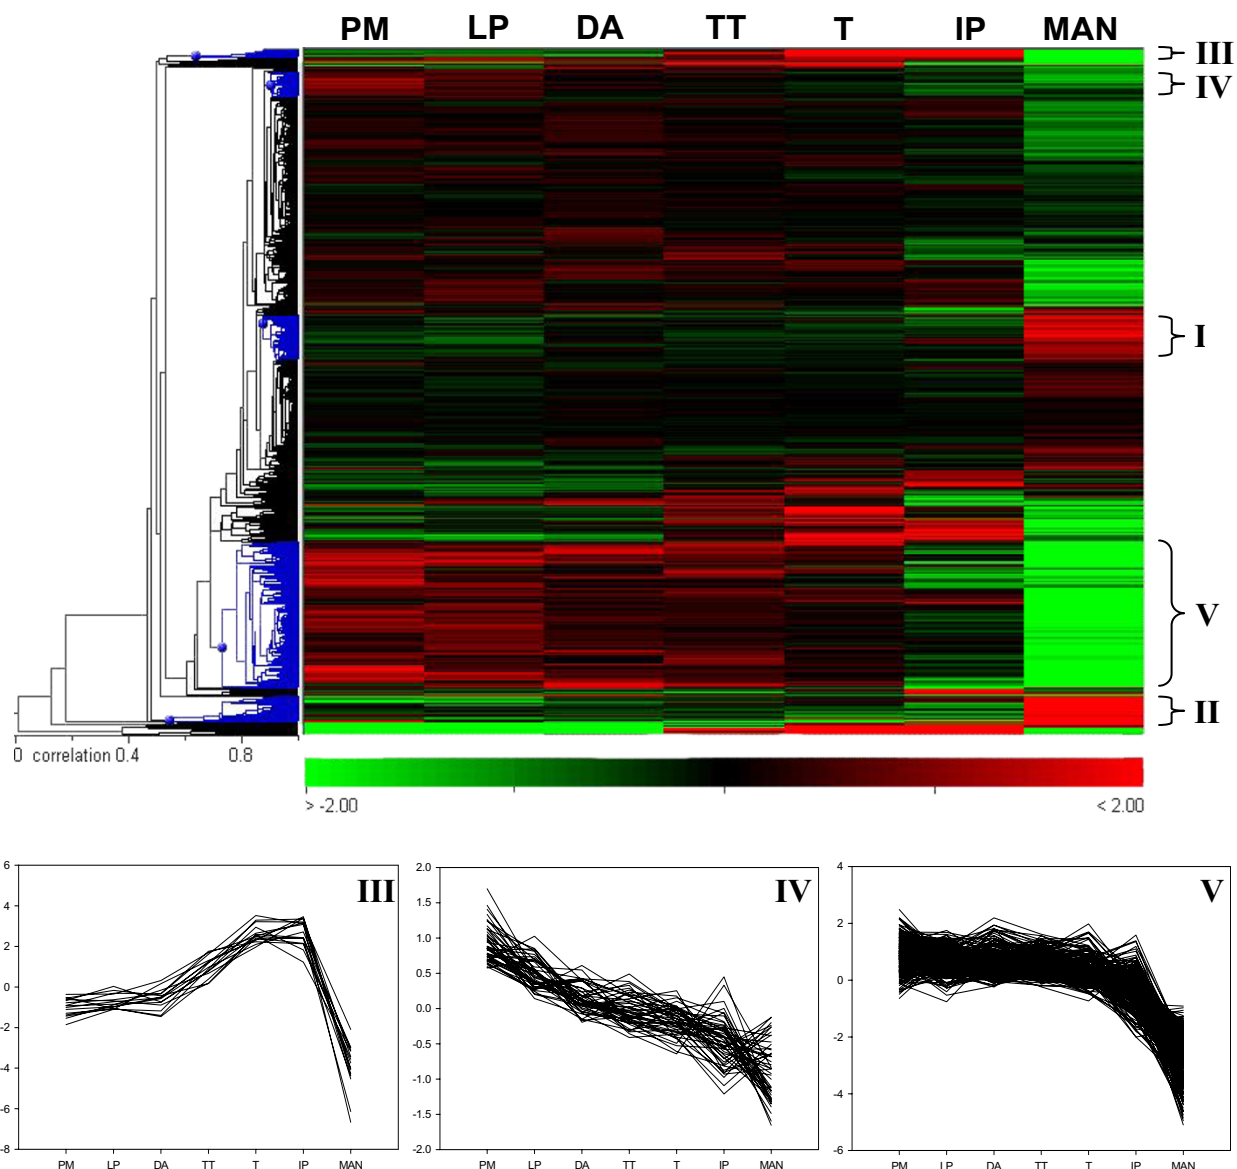 PM LP DA TT T IP MAN
III
IV
I
V
II
0 correlation 0.4 0.8
> -2.00 < 2.00
III
6
4
2
0
-2
-4
-6
-8
PM LP DA TT T IP MAN
IV
2.0
1.5
1.0
0.5
0.0
-0.5
-1.0
-1.5
-2.0
PM LP DA TT T IP MAN
V
4
2
0
-2
-4
-6
PM LP DA TT T IP MAN